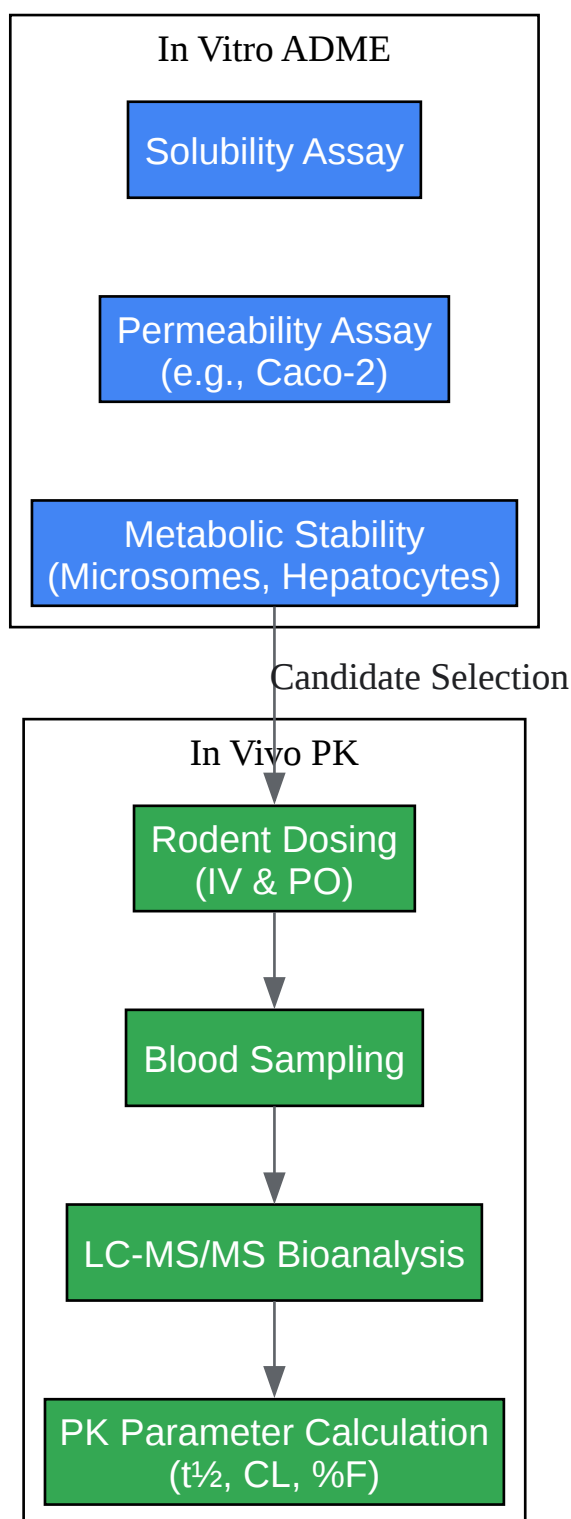 In Vitro ADME
Solubility Assay
Permeability Assay
(e.g., Caco-2)
Metabolic Stability
(Microsomes, Hepatocytes)
Candidate Selection
In Vivo PK
Rodent Dosing
(IV & PO)
Blood Sampling
LC-MS/MS Bioanalysis
PK Parameter Calculation
(t½, CL, %F)